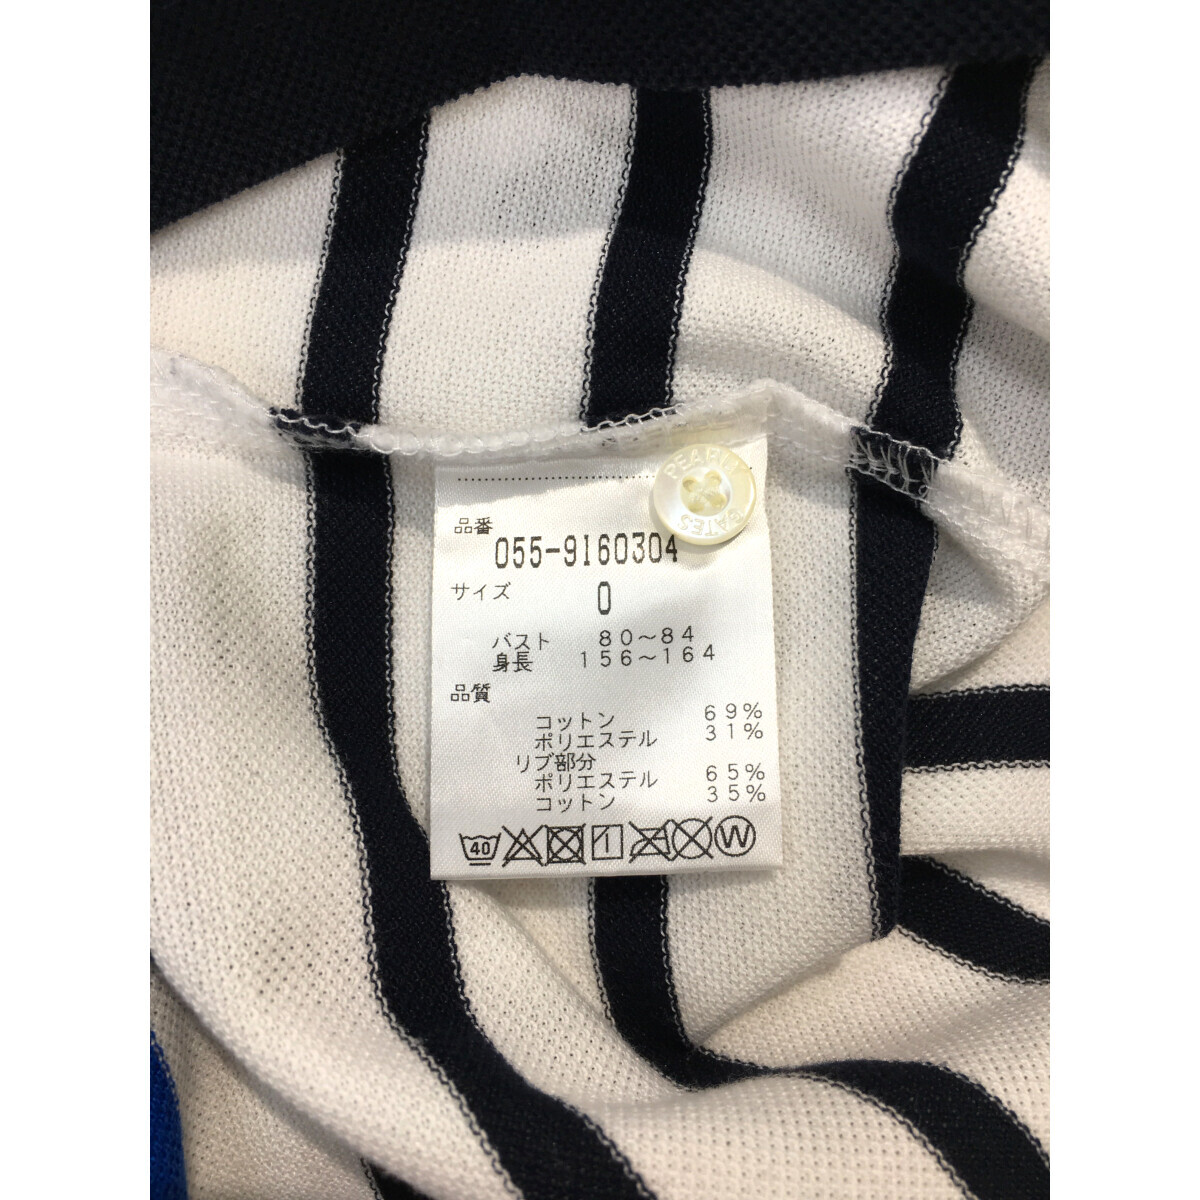 PEARLY
GATES
品番
055-9160304
サイズ 0
バスト 80～84
身長 156～164
品質
コットン 69%
ポリエステル 31%
リブ部分
ポリエステル 65%
コットン 35%
40 W